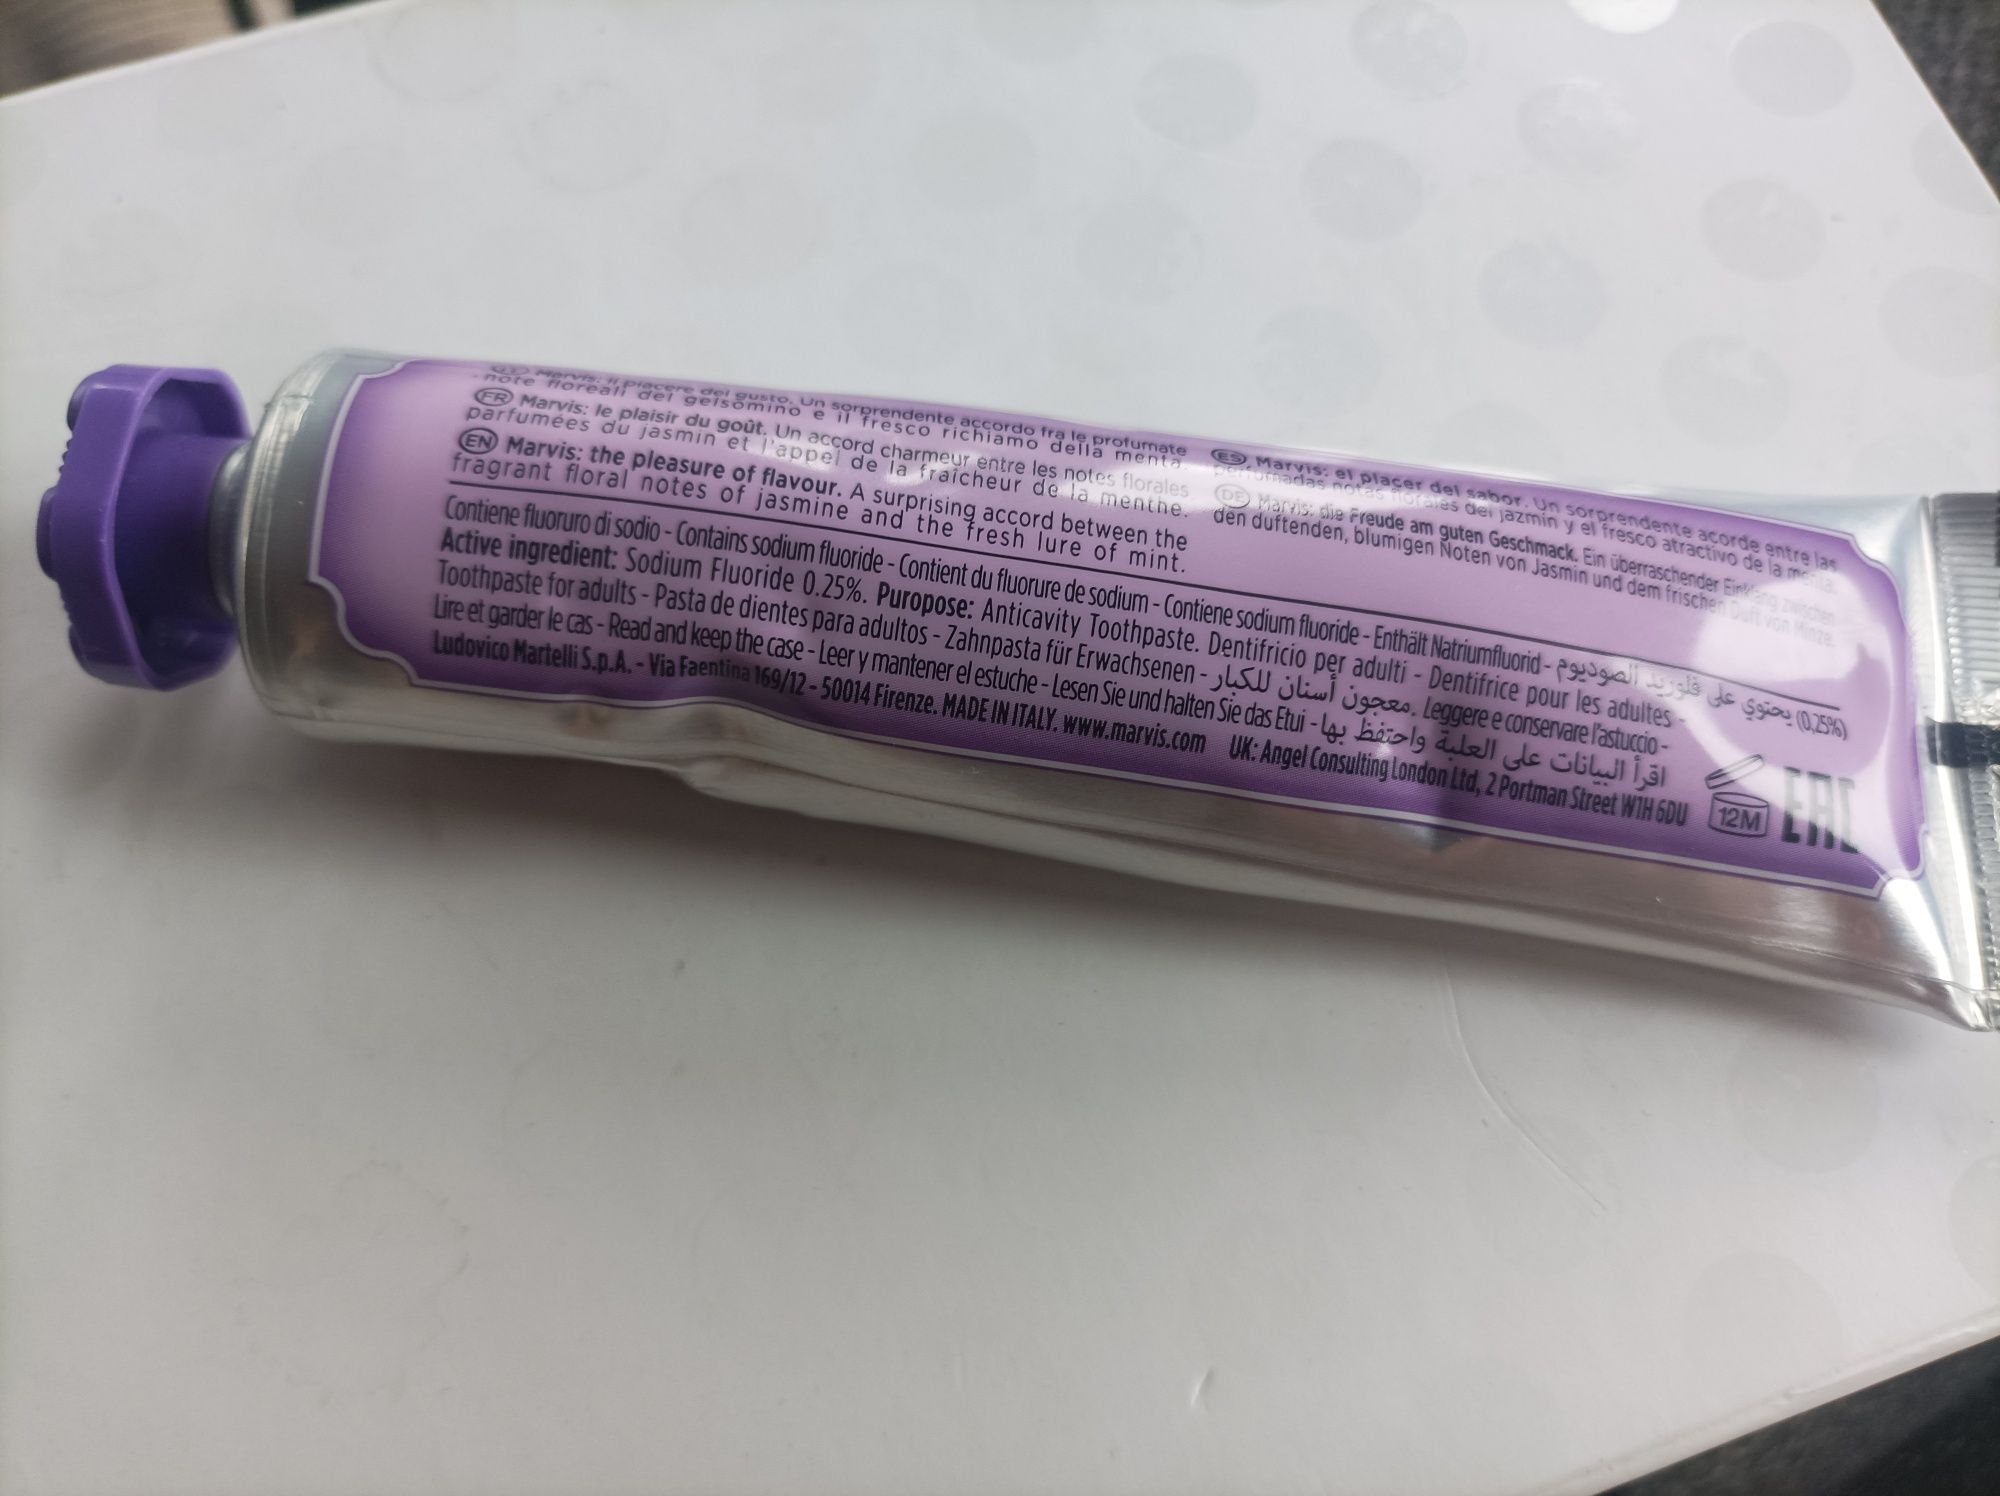 Marvis: il piacere del gusto. Un sorprendente accordo fra le profumate
note floreali del gelsomino e il fresco richiamo della menta.
FR Marvis: le plaisir du goût. Un accord charmeur entre les notes florales
parfumées du jasmin et l'appel de la fraîcheur de la menthe.
EN Marvis: the pleasure of flavour. A surprising accord between the
fragrant floral notes of jasmine and the fresh lure of mint.
ES Marvis: el placer del sabor. Un sorprendente acorde entre las
perfumadas notas florales del jazmín y el fresco atractivo de la menta.
DE Marvis: die Freude am guten Geschmack. Ein überraschender Einklang zwischen
den duftenden, blumigen Noten von Jasmin und dem frischen Duft von Minze.
Contiene fluoruro di sodio - Contains sodium fluoride - Contient du fluorure de sodium - Contiene sodium fluoride - Enthält Natriumfluorid - يحتوي على فلوريد الصوديوم (0,25%)
Active ingredient: Sodium Fluoride 0.25%. Puropose: Anticavity Toothpaste. Dentifricio per adulti - Dentifrice pour les adultes -
Toothpaste for adults - Pasta de dientes para adultos - Zahnpasta für Erwachsenen - معجون أسنان للكبار. Leggere e conservare l'astuccio -
Lire et garder le cas - Read and keep the case - Leer y mantener el estuche - Lesen Sie und halten Sie das Etui - اقرأ البيانات على العلبة واحتفظ بها
Ludovico Martelli S.p.A. - Via Faentina 169/12 - 50014 Firenze. MADE IN ITALY. www.marvis.com UK: Angel Consulting London Ltd, 2 Portman Street W1H 6DU
12M
EAC